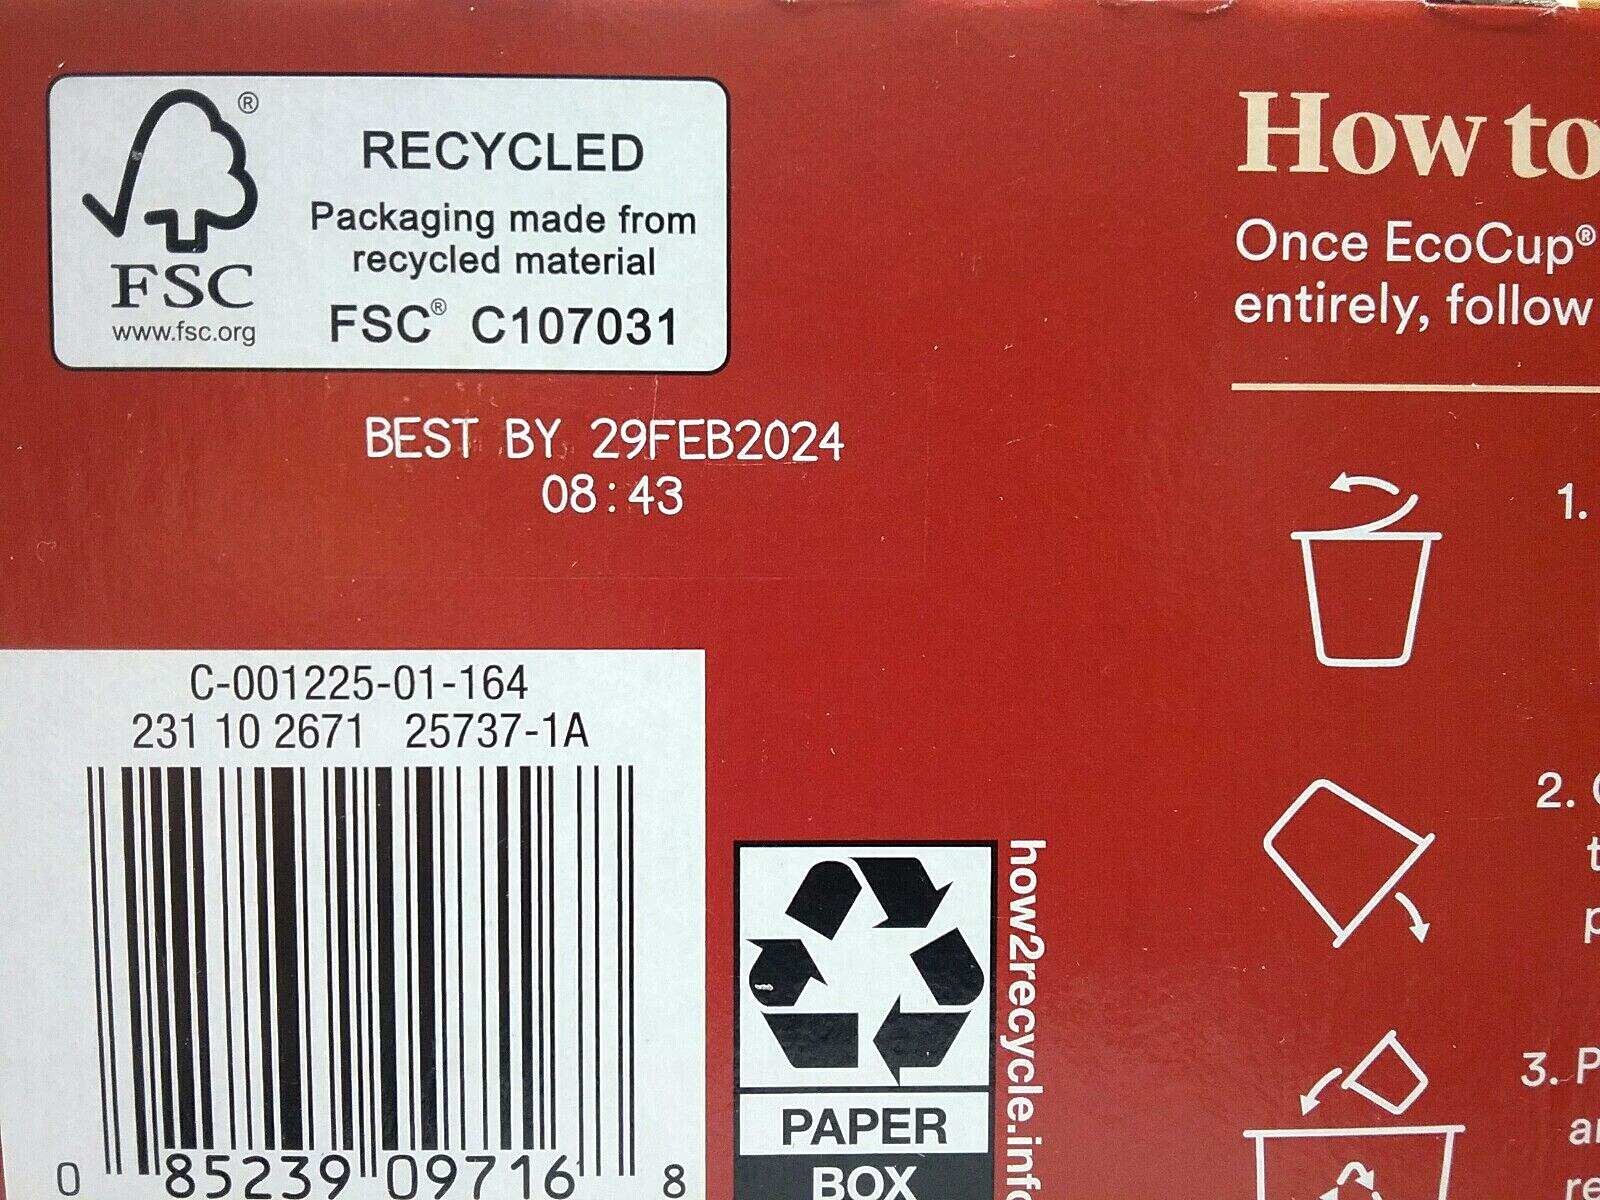 ®
RECYCLED
Packaging made from
recycled material
FSC® C107031
FSC
www.fsc.org
BEST BY 29FEB2024
08:43
C-001225-01-164
231 10 2671 25737-1A
0 85239 09716 8
PAPER
BOX
how2recycle.info
How to
Once EcoCup®
entirely, follow
1.
2.
3.